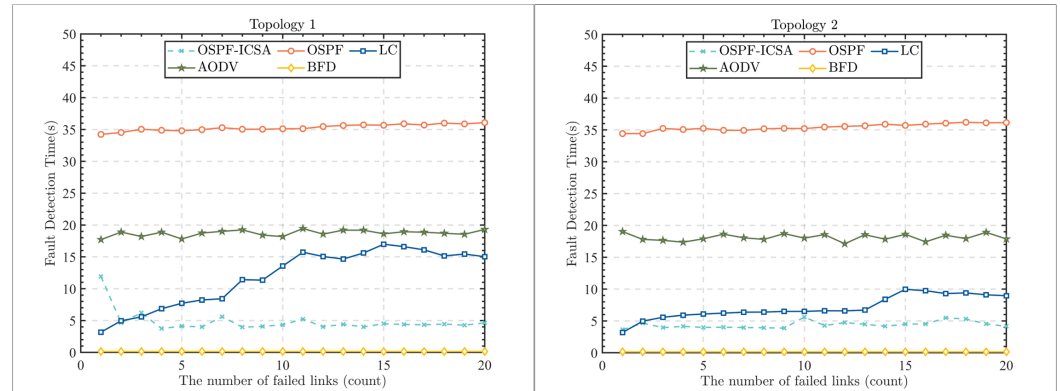 Topology 1
50
45
40
35
30
25
20
15
10
5
0
Fault Detection Time(s)
OSPF-ICSA OSPF LC
AODV BFD
0 5 10 15 20
The number of failed links (count)
Topology 2
50
45
40
35
30
25
20
15
10
5
0
Fault Detection Time(s)
OSPF-ICSA OSPF LC
AODV BFD
0 5 10 15 20
The number of failed links (count)